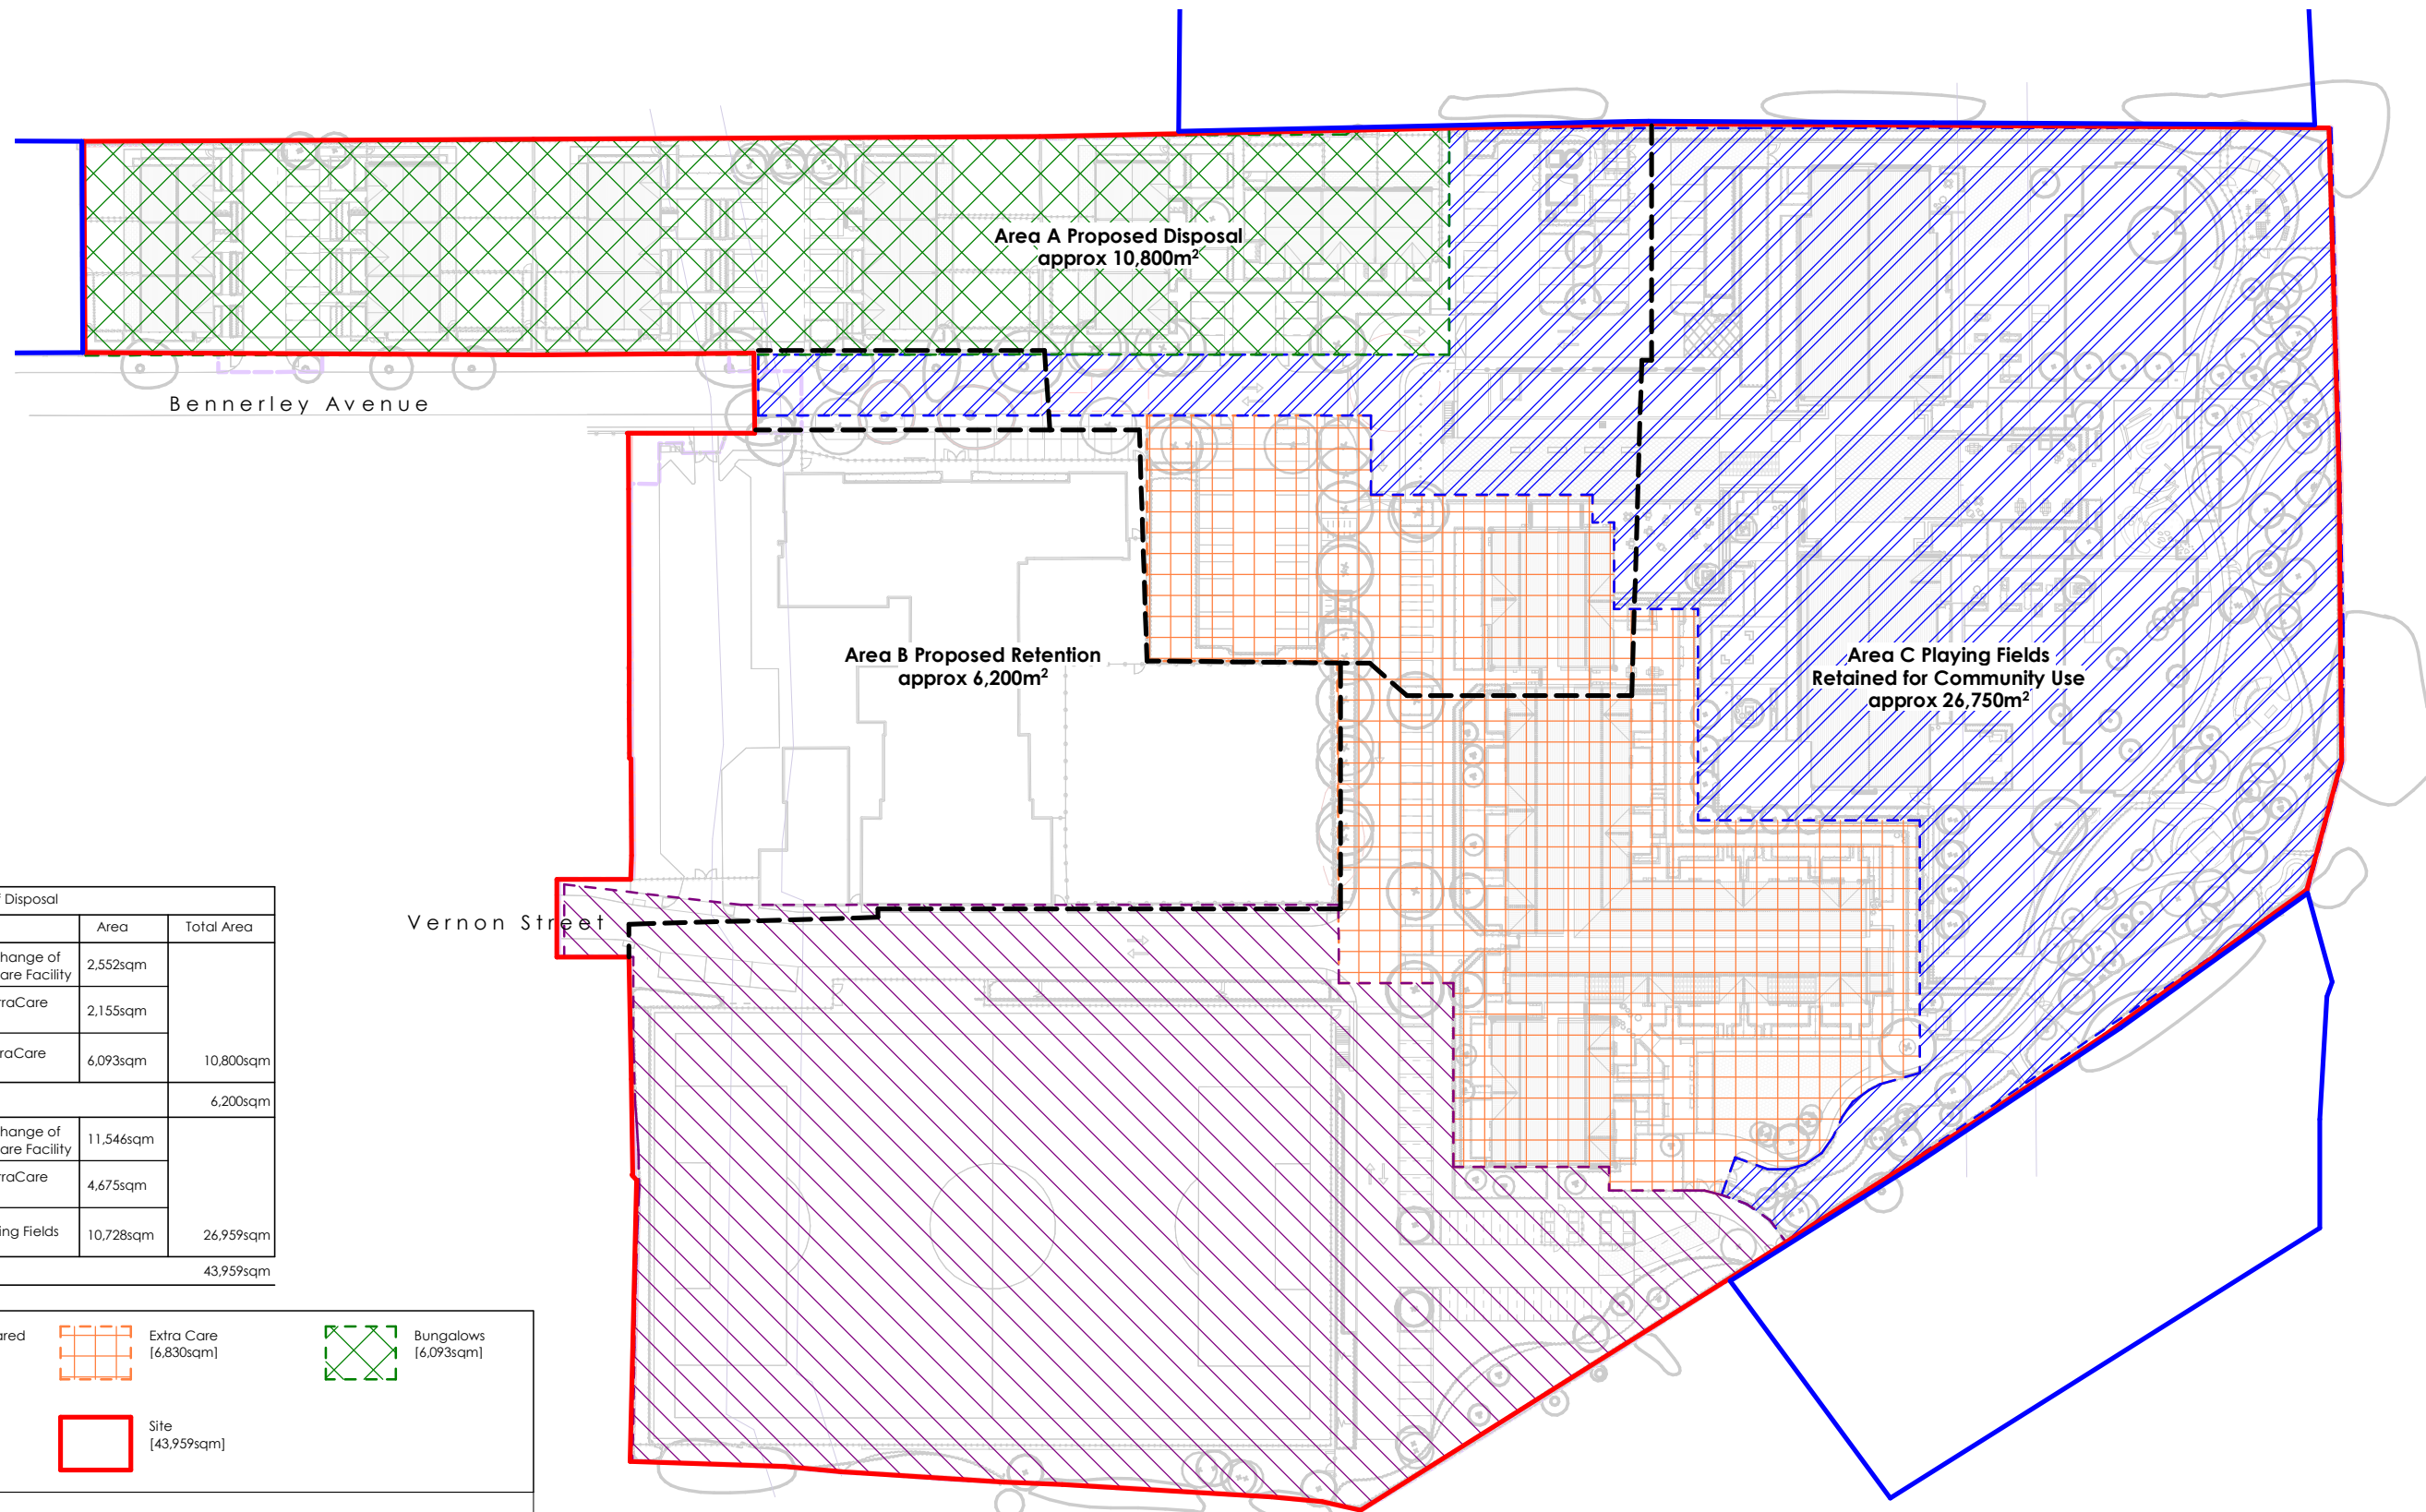 Area A Proposed Disposal
approx 10,800m²
Bennerley Avenue
Area B Proposed Retention
approx 6,200m²
Area C Playing Fields
Retained for Community Use
approx 26,750m²
Vernon Street
Disposal
Area Total Area
hange of
are Facility 2,552sqm
raCare
2,155sqm
raCare
6,093sqm 10,800sqm
6,200sqm
hange of
are Facility 11,546sqm
raCare
4,675sqm
ing Fields 10,728sqm 26,959sqm
43,959sqm
ared
Extra Care
[6,830sqm]
Bungalows
[6,093sqm]
Site
[43,959sqm]